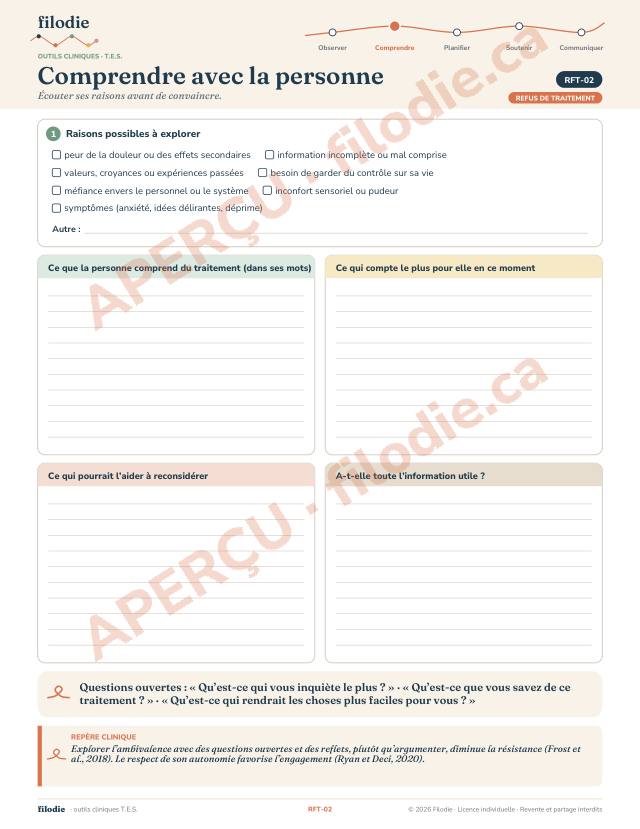 filodie
OUTILS CLINIQUES · T.E.S.
Observer Comprendre Planifier Soutenir Communiquer
Comprendre avec la personne
Écouter ses raisons avant de convaincre.
RFT-02
REFUS DE TRAITEMENT
1 Raisons possibles à explorer
peur de la douleur ou des effets secondaires information incomplète ou mal comprise
valeurs, croyances ou expériences passées besoin de garder du contrôle sur sa vie
méfiance envers le personnel ou le système inconfort sensoriel ou pudeur
symptômes (anxiété, idées délirantes, déprime)
Autre :
Ce que la personne comprend du traitement (dans ses mots)
Ce qui compte le plus pour elle en ce moment
Ce qui pourrait l'aider à reconsidérer
A-t-elle toute l'information utile ?
APERÇU · filodie.ca
APERÇU · filodie.ca
Questions ouvertes : « Qu'est-ce qui vous inquiète le plus ? » · « Qu'est-ce que vous savez de ce
traitement ? » · « Qu'est-ce qui rendrait les choses plus faciles pour vous ? »
REPÈRE CLINIQUE
Explorer l'ambivalence avec des questions ouvertes et des reflets, plutôt qu'argumenter, diminue la résistance (Frost et
al., 2018). Le respect de son autonomie favorise l'engagement (Ryan et Deci, 2020).
filodie · outils cliniques T.E.S.
RFT-02
© 2026 Filodie · Licence individuelle · Revente et partage interdits